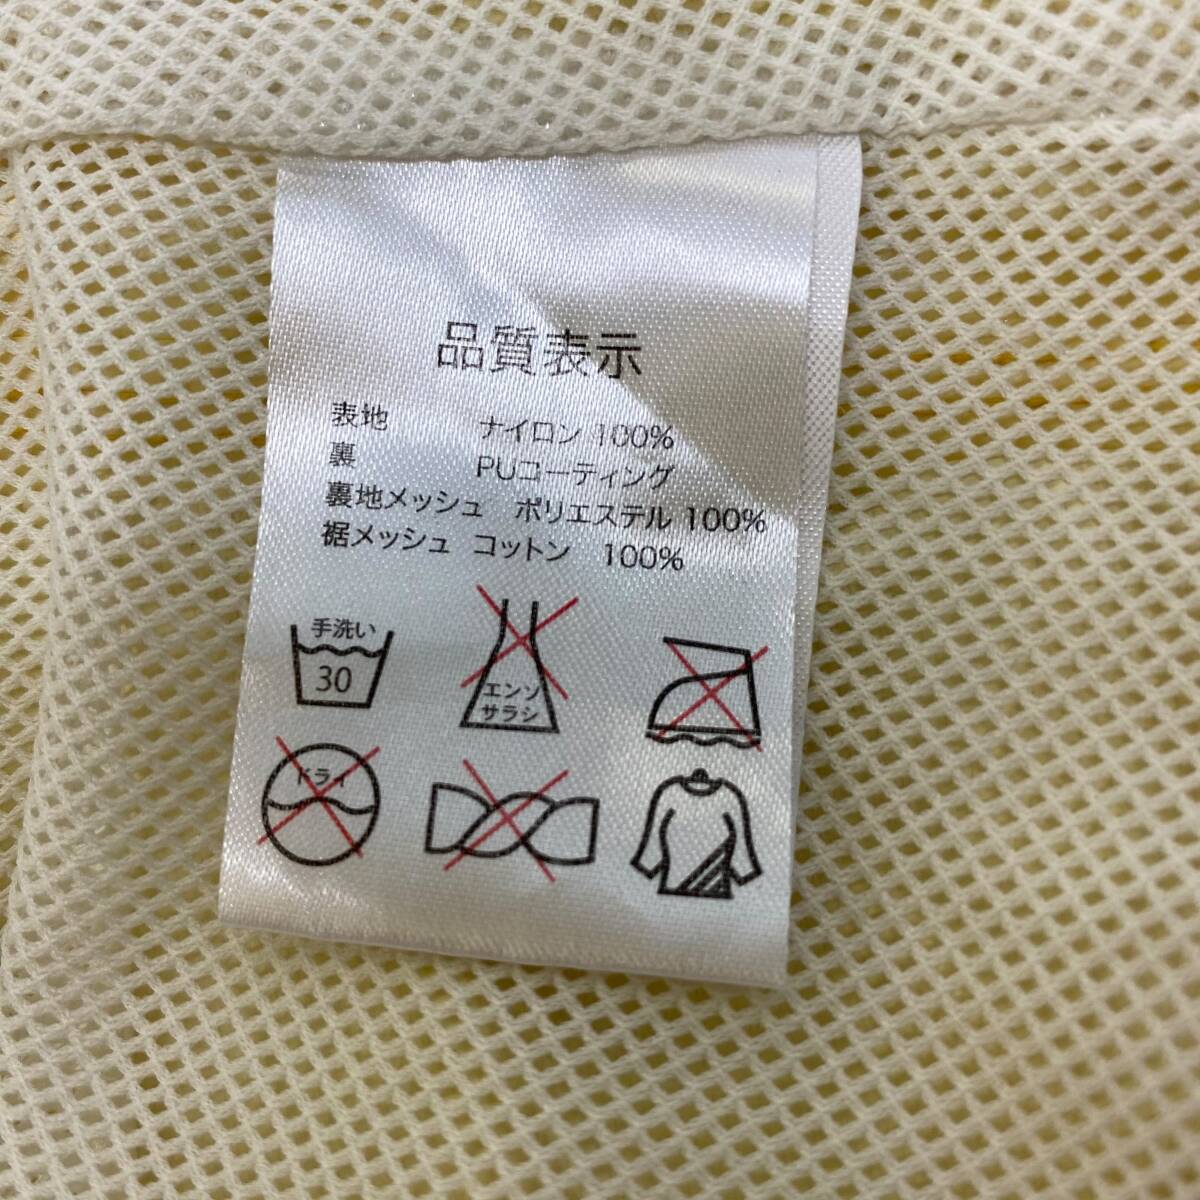 品質表示
表地 ナイロン 100%
裏 PUコーティング
裏地メッシュ ポリエステル 100%
裾メッシュ コットン 100%
手洗い
30
エンソ
サラシ
ドライ